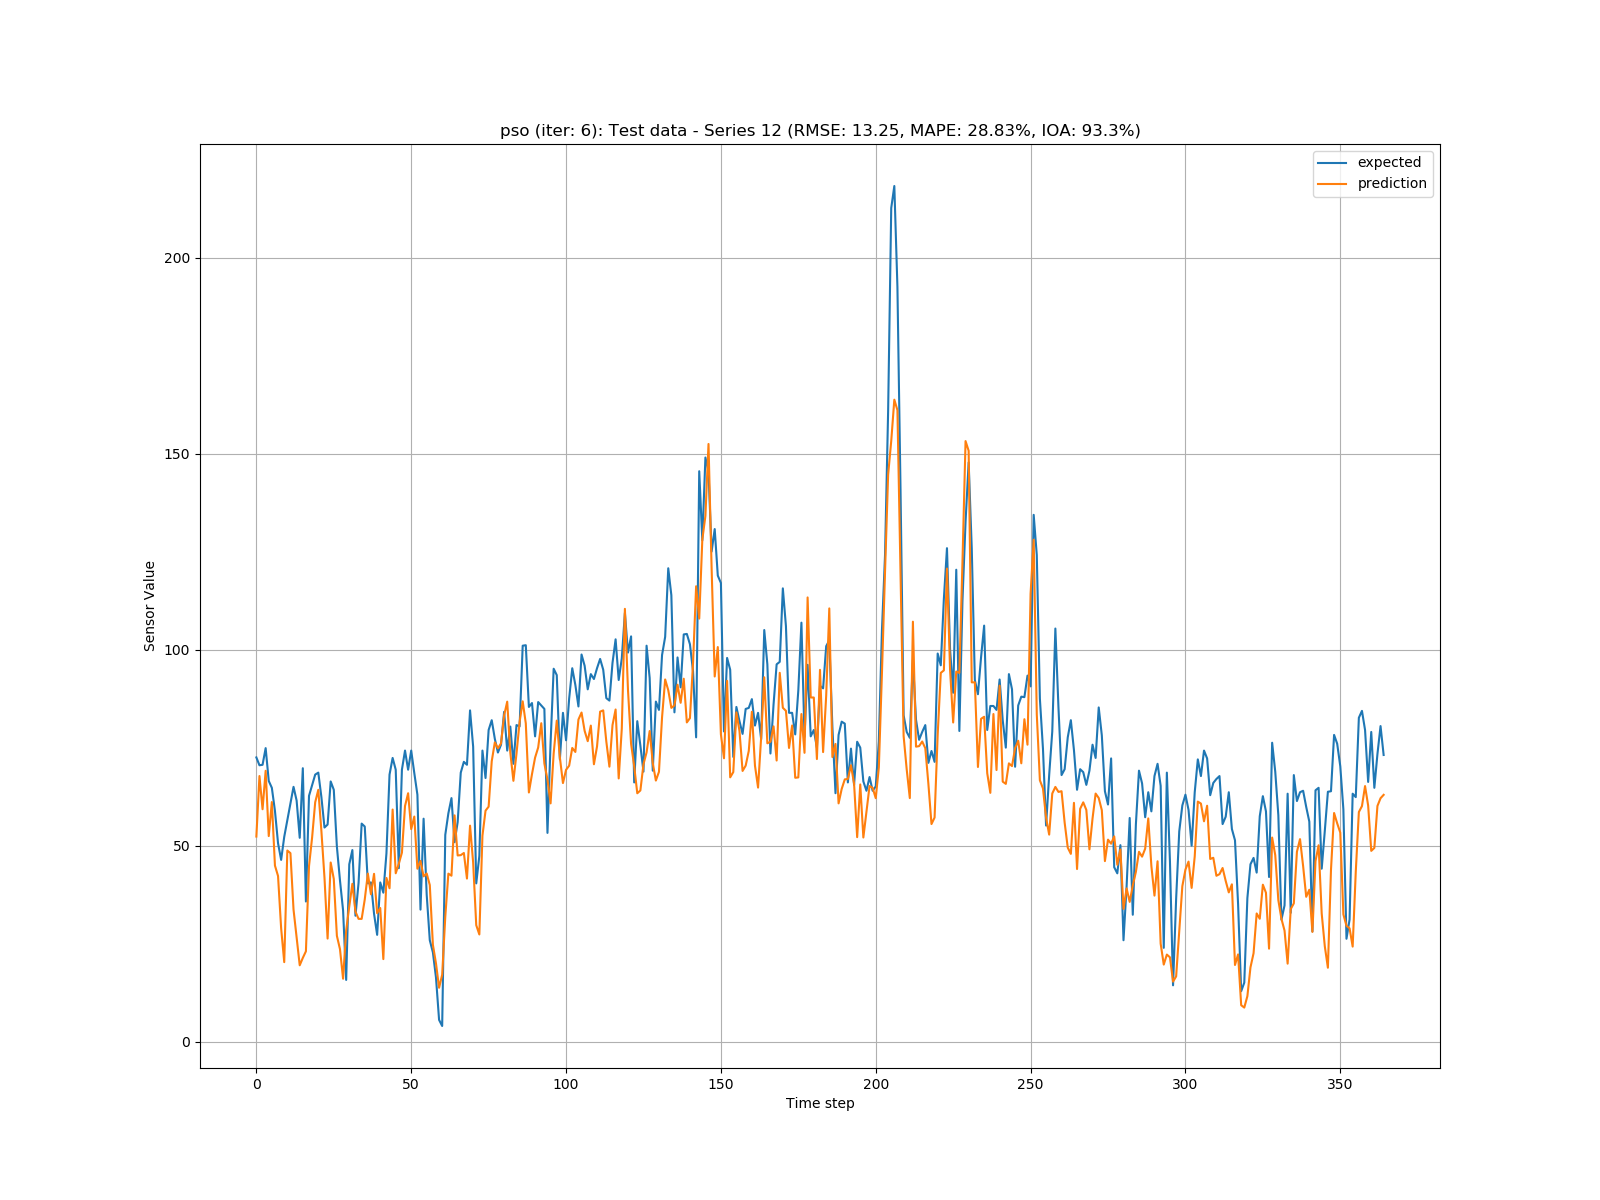 pso (iter: 6): Test data - Series 12 (RMSE: 13.25, MAPE: 28.83%, IOA: 93.3%)
expected
prediction
200
150
100
50
0
Sensor Value
0 50 100 150 200 250 300 350
Time step